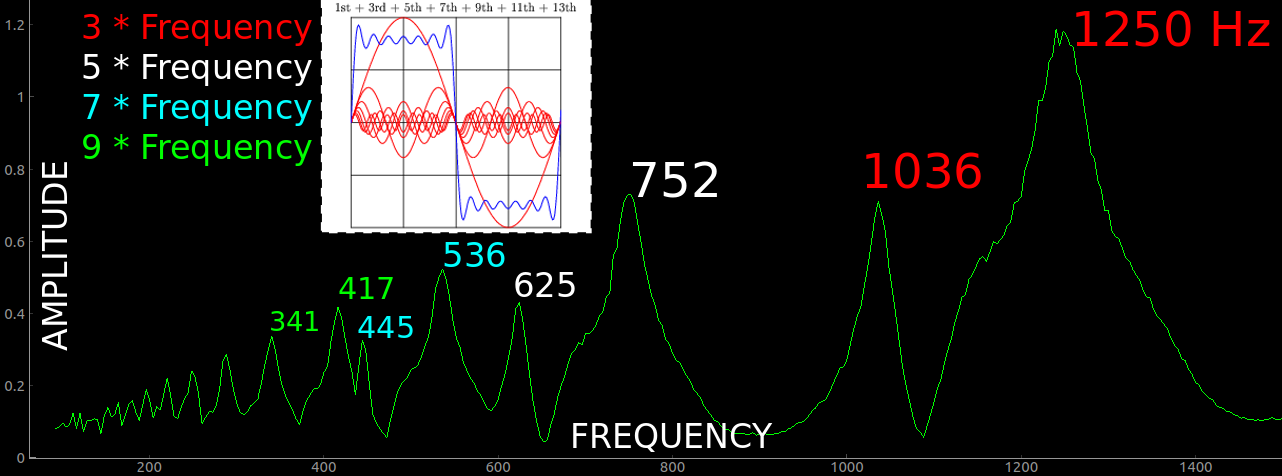 1st + 3rd + 5th + 7th + 9th + 11th + 13th
3 * Frequency
5 * Frequency
7 * Frequency
9 * Frequency
1250 Hz
1036
752
536
625
417
445
341
AMPLITUDE
FREQUENCY
1.2
1
0.8
0.6
0.4
0.2
0
200
400
600
800
1000
1200
1400